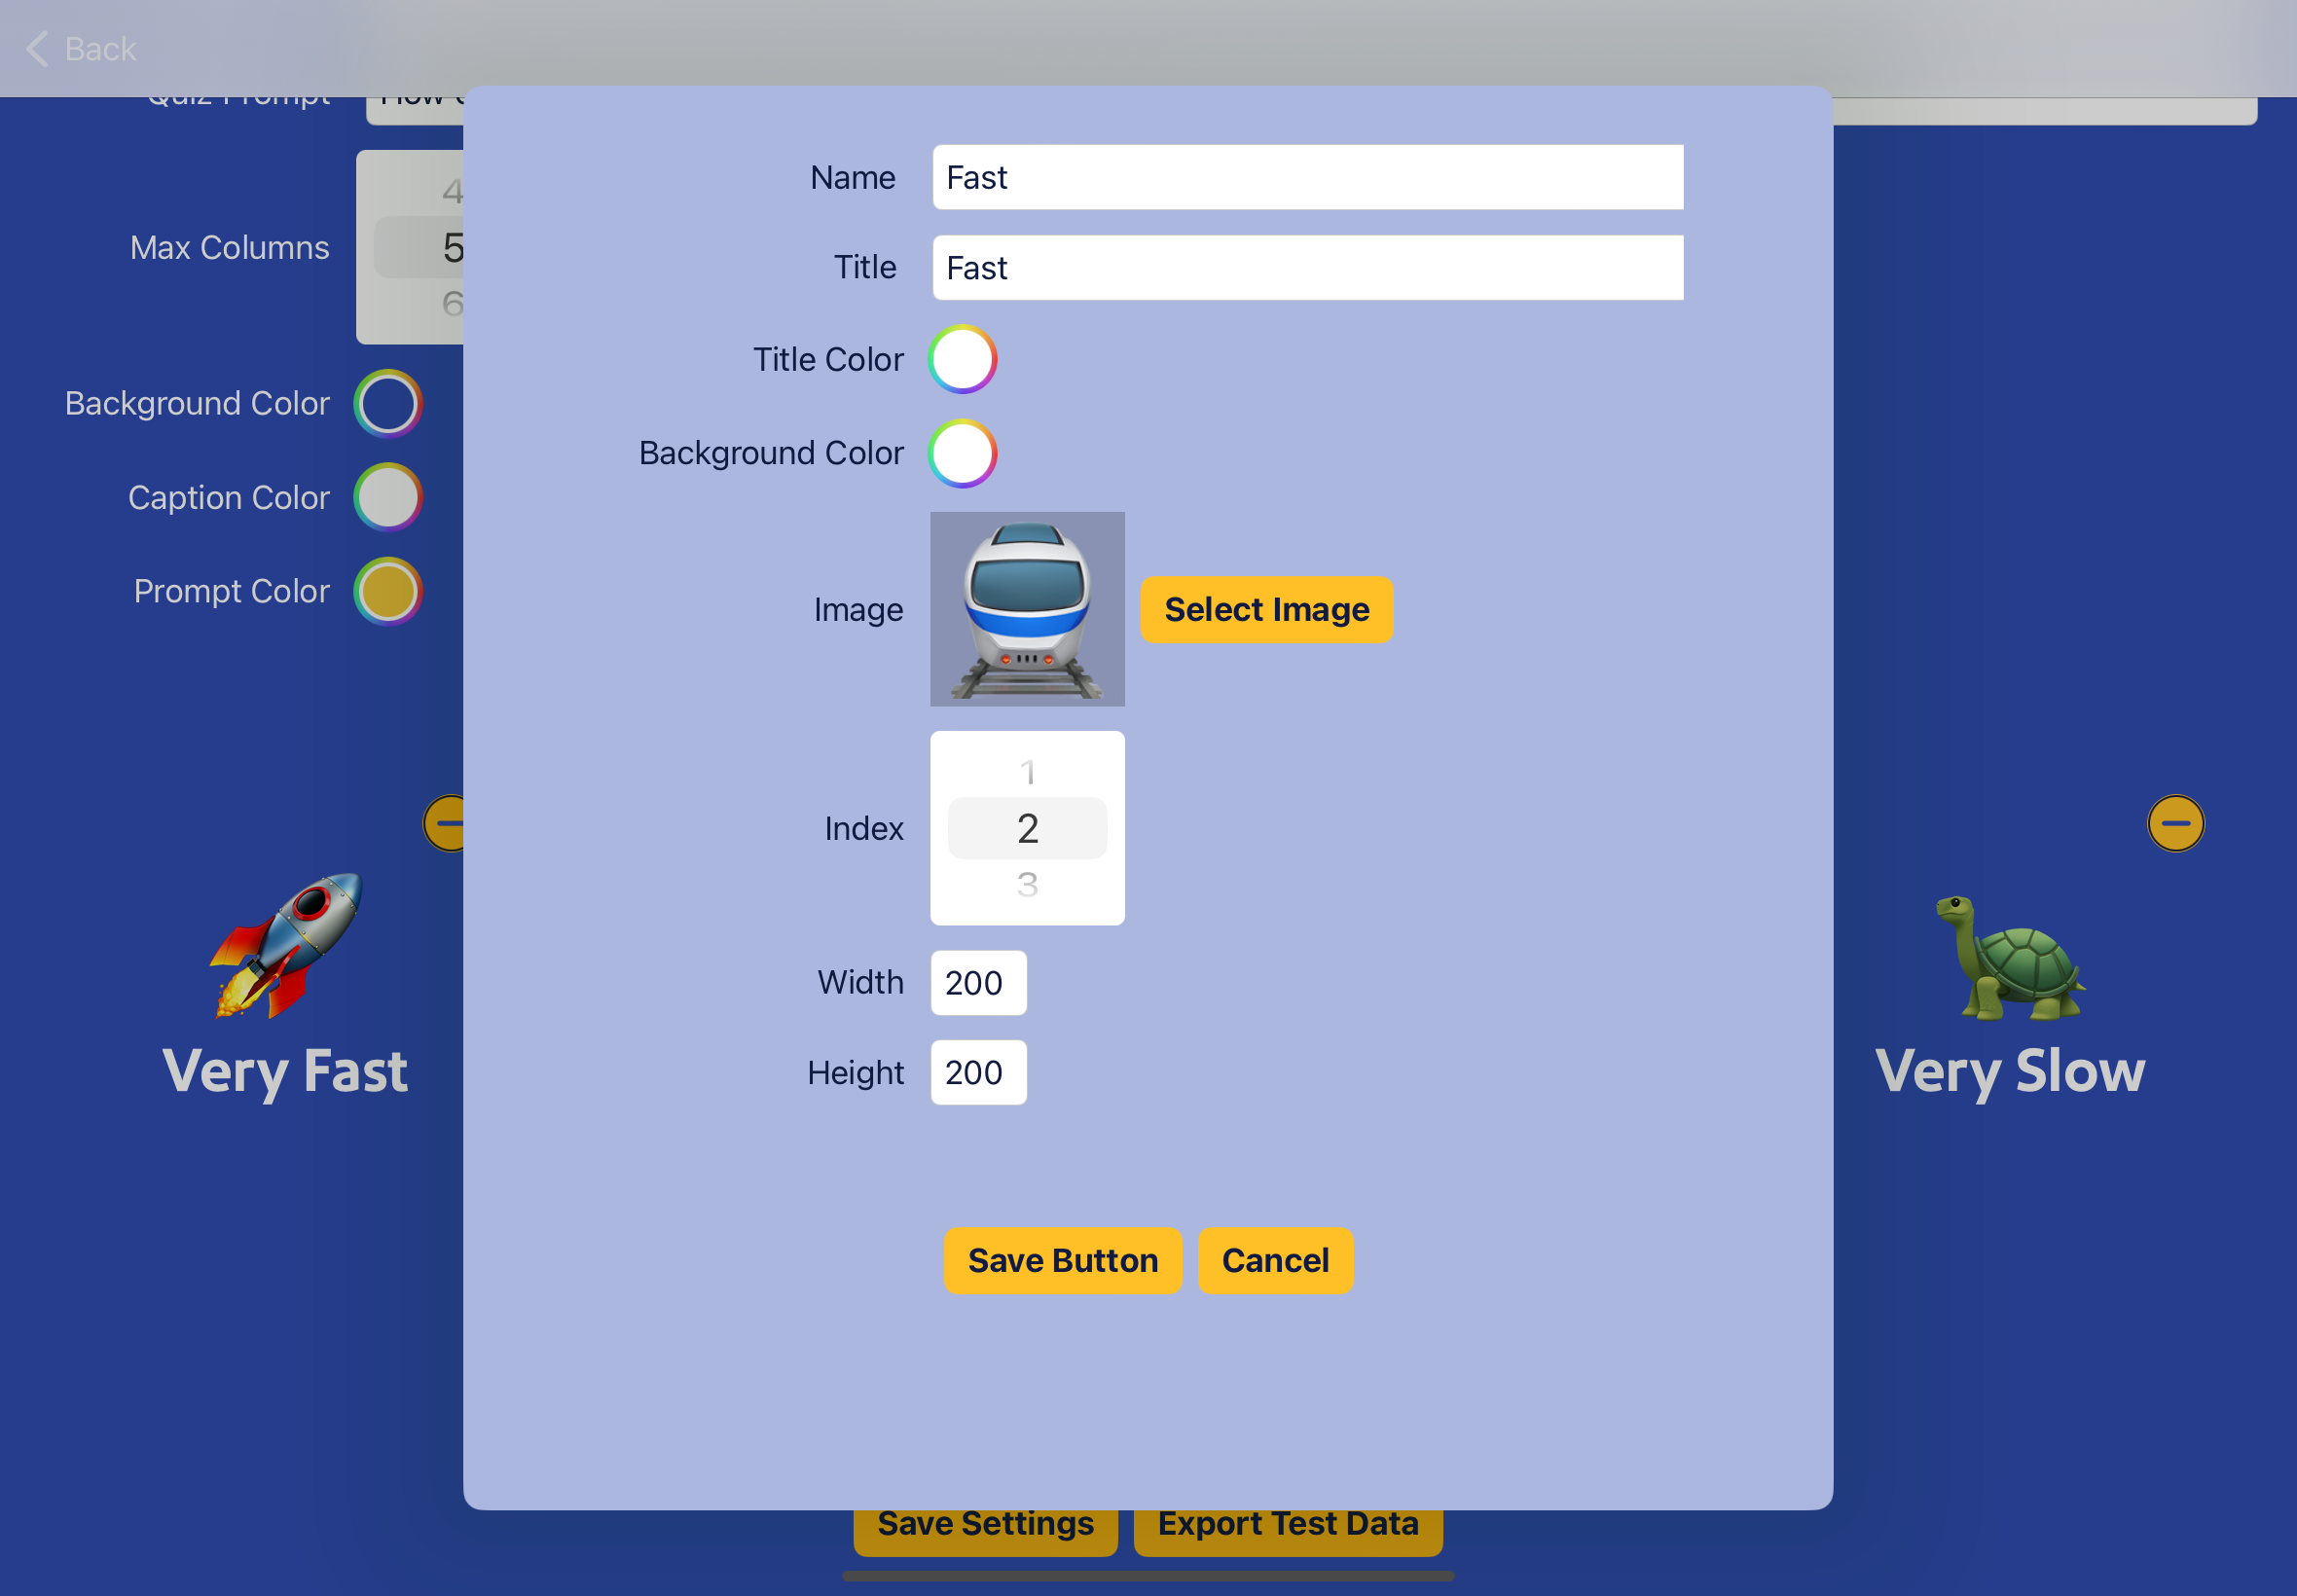 Back
Quiz Prompt
Max Columns
4
5
6
Background Color
Caption Color
Prompt Color
Very Fast
Name
Fast
Title
Fast
Title Color
Background Color
Image
Select Image
Index
1
2
3
Width
200
Height
200
Save Button
Cancel
Very Slow
Save Settings
Export Test Data